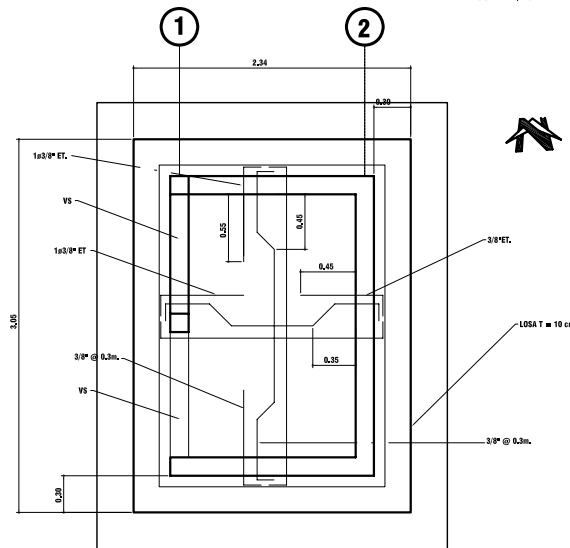 1
2
2.34
0.30
1ø3/8" ET.
VS
0.55
0.45
1ø3/8" ET
0.45
3/8"ET.
3.05
LOSA T = 10 c
3/8" @ 0.3m.
0.35
VS
3/8" @ 0.3m.
0.30